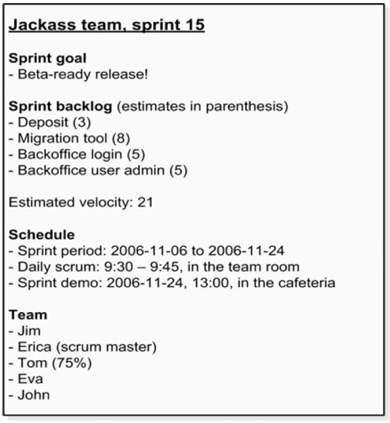 Jackass team, sprint 15
Sprint goal
- Beta-ready release!
Sprint backlog (estimates in parenthesis)
- Deposit (3)
- Migration tool (8)
- Backoffice login (5)
- Backoffice user admin (5)
Estimated velocity: 21
Schedule
- Sprint period: 2006-11-06 to 2006-11-24
- Daily scrum: 9:30 – 9:45, in the team room
- Sprint demo: 2006-11-24, 13:00, in the cafeteria
Team
- Jim
- Erica (scrum master)
- Tom (75%)
- Eva
- John